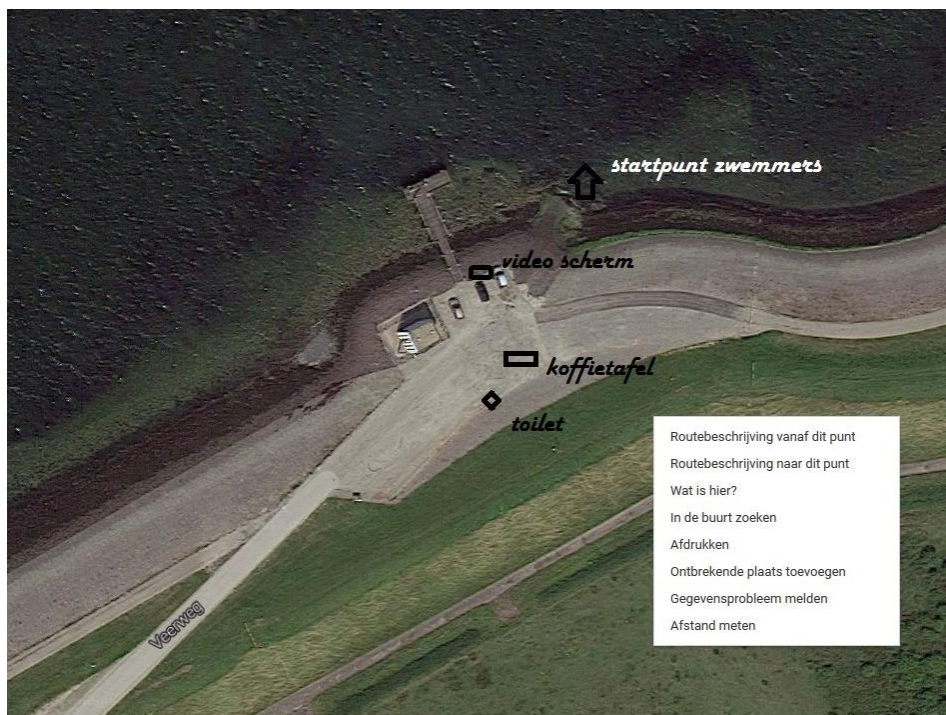 startpunt zwemmers
video scherm
koffietafel
toilet
Routebeschrijving vanaf dit punt
Routebeschrijving naar dit punt
Wat is hier?
In de buurt zoeken
Afdrukken
Ontbrekende plaats toevoegen
Gegevensprobleem melden
Afstand meten
Veerweg